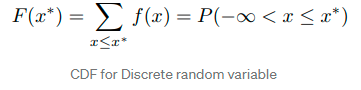 F(x*) = ∑ f(x) = P(−∞ < x ≤ x*)
x≤x*
CDF for Discrete random variable